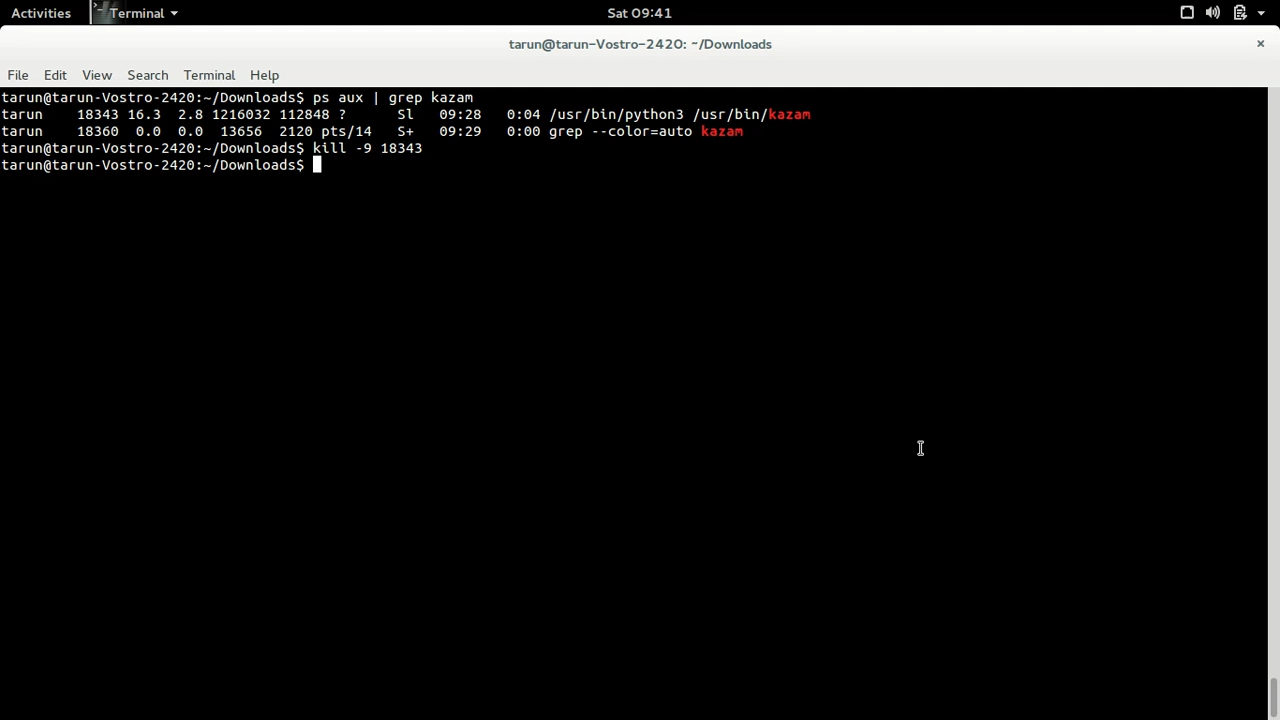 Activities Terminal Sat 09:41
tarun@tarun-Vostro-2420: ~/Downloads ×
File Edit View Search Terminal Help
tarun@tarun-Vostro-2420:~/Downloads$ ps aux | grep kazam
tarun    18343 16.3  2.8 1216032 112848 ?      Sl   09:28   0:04 /usr/bin/python3 /usr/bin/kazam
tarun    18360  0.0  0.0  13656  2120 pts/14   S+   09:29   0:00 grep --color=auto kazam
tarun@tarun-Vostro-2420:~/Downloads$ kill -9 18343
tarun@tarun-Vostro-2420:~/Downloads$